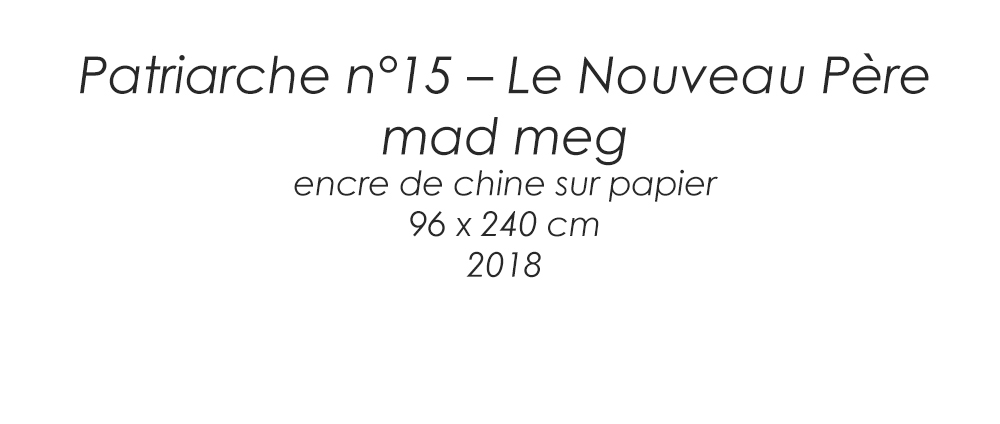 Patriarche n°15 – Le Nouveau Père
mad meg
encre de chine sur papier
96 x 240 cm
2018